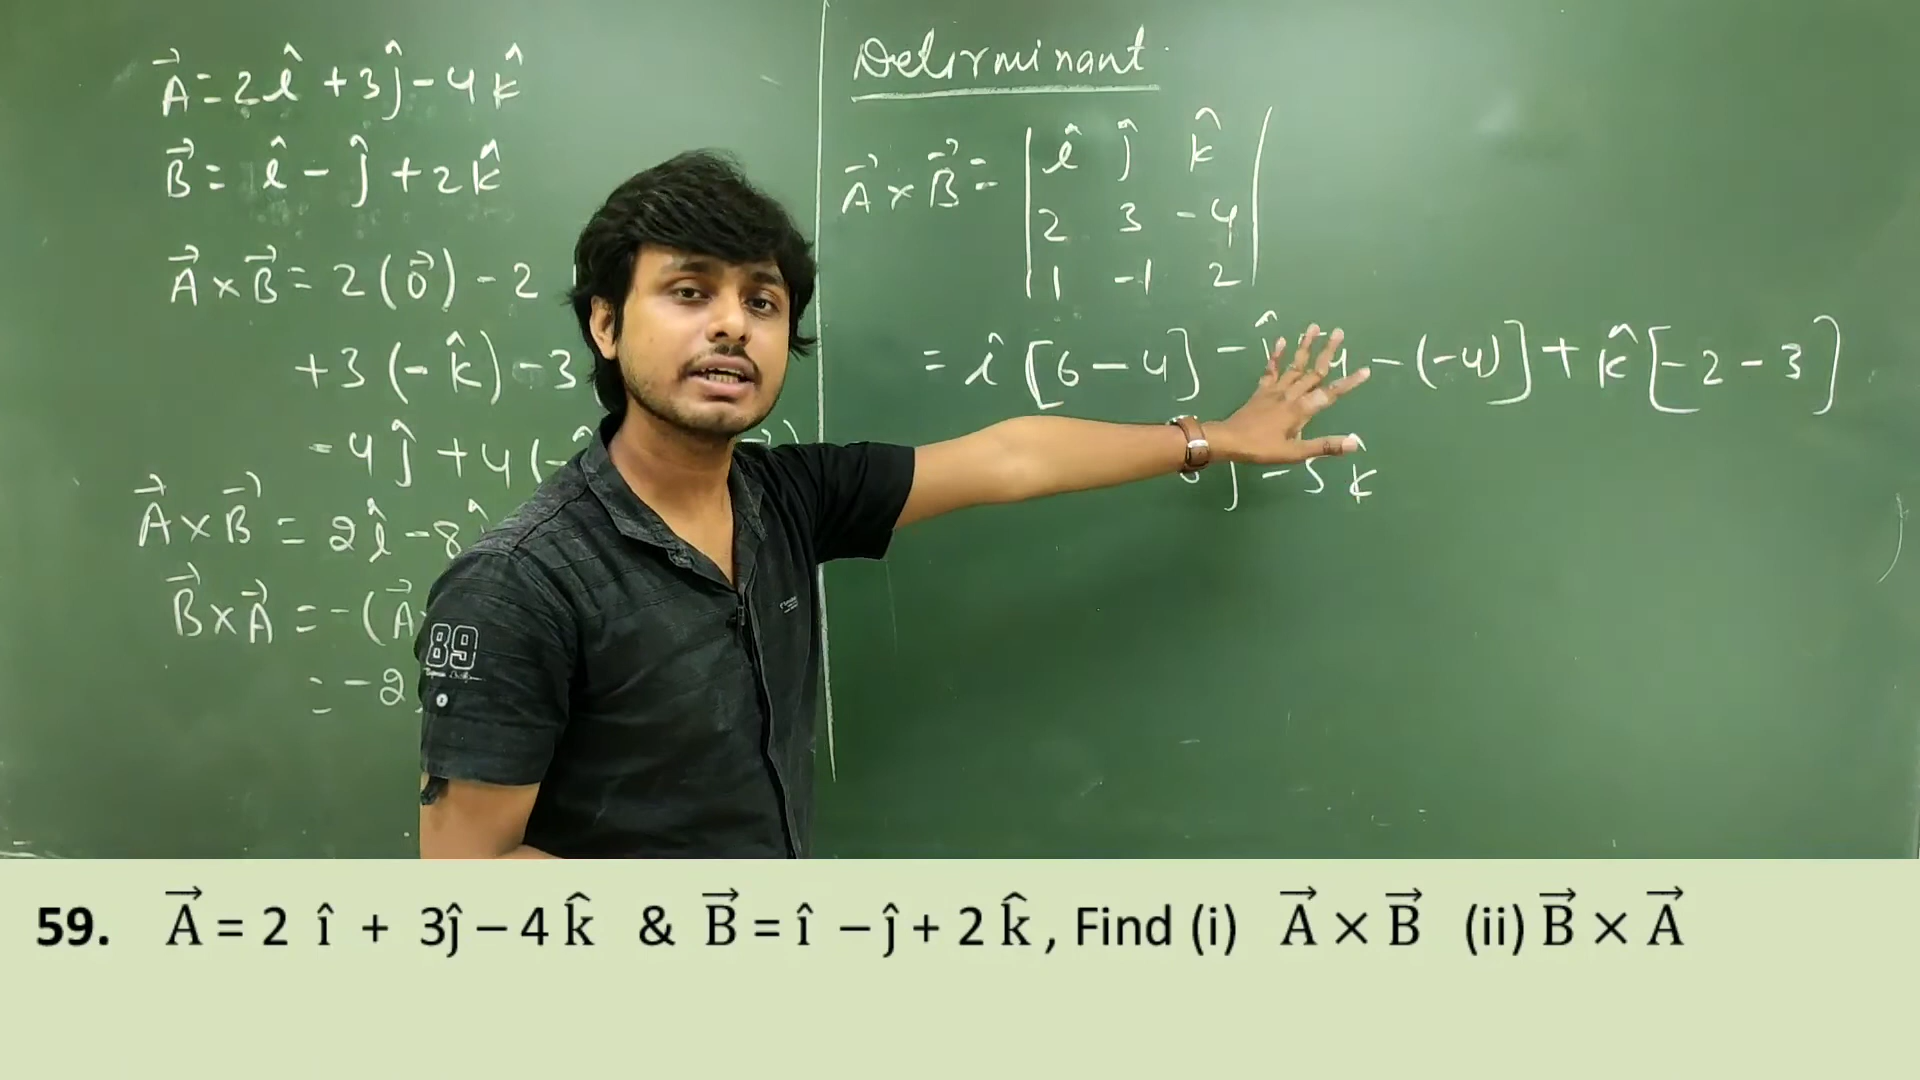 A⃗ = 2î + 3ĵ - 4k̂
B⃗ = î - ĵ + 2k̂
A⃗ × B⃗ = 2(0⃗) - 2
+3(-k̂) - 3
-4ĵ + 4(-
A⃗ × B⃗ = 2î - 8
B⃗ × A⃗ = -(A⃗
= -2
Determinant
A⃗ × B⃗ = | î ĵ k̂ |
| 2 3 -4 |
| 1 -1 2 |
= î [6 - 4] - ĵ [4 - (-4)] + k̂ [-2 - 3]
ĵ - 5k̂
89
59. A⃗ = 2 î + 3ĵ – 4 k̂ & B⃗ = î – ĵ + 2 k̂ , Find (i) A⃗ × B⃗ (ii) B⃗ × A⃗